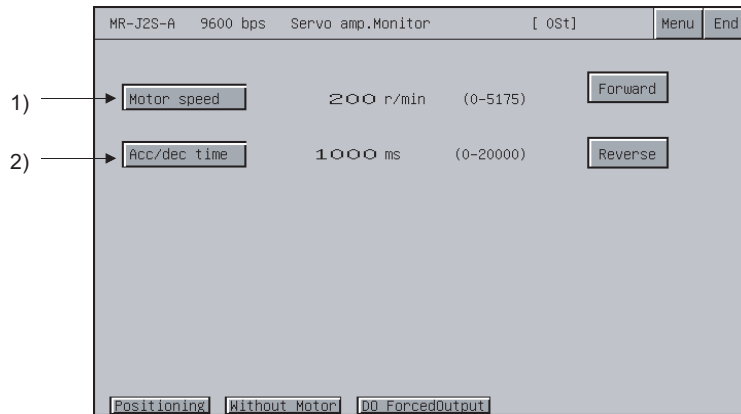 MR-J2S-A 9600 bps Servo amp.Monitor [ OSt] Menu End
1) Motor speed 200 r/min (0-5175) Forward
2) Acc/dec time 1000 ms (0-20000) Reverse
Positioning Without Motor DO ForcedOutput